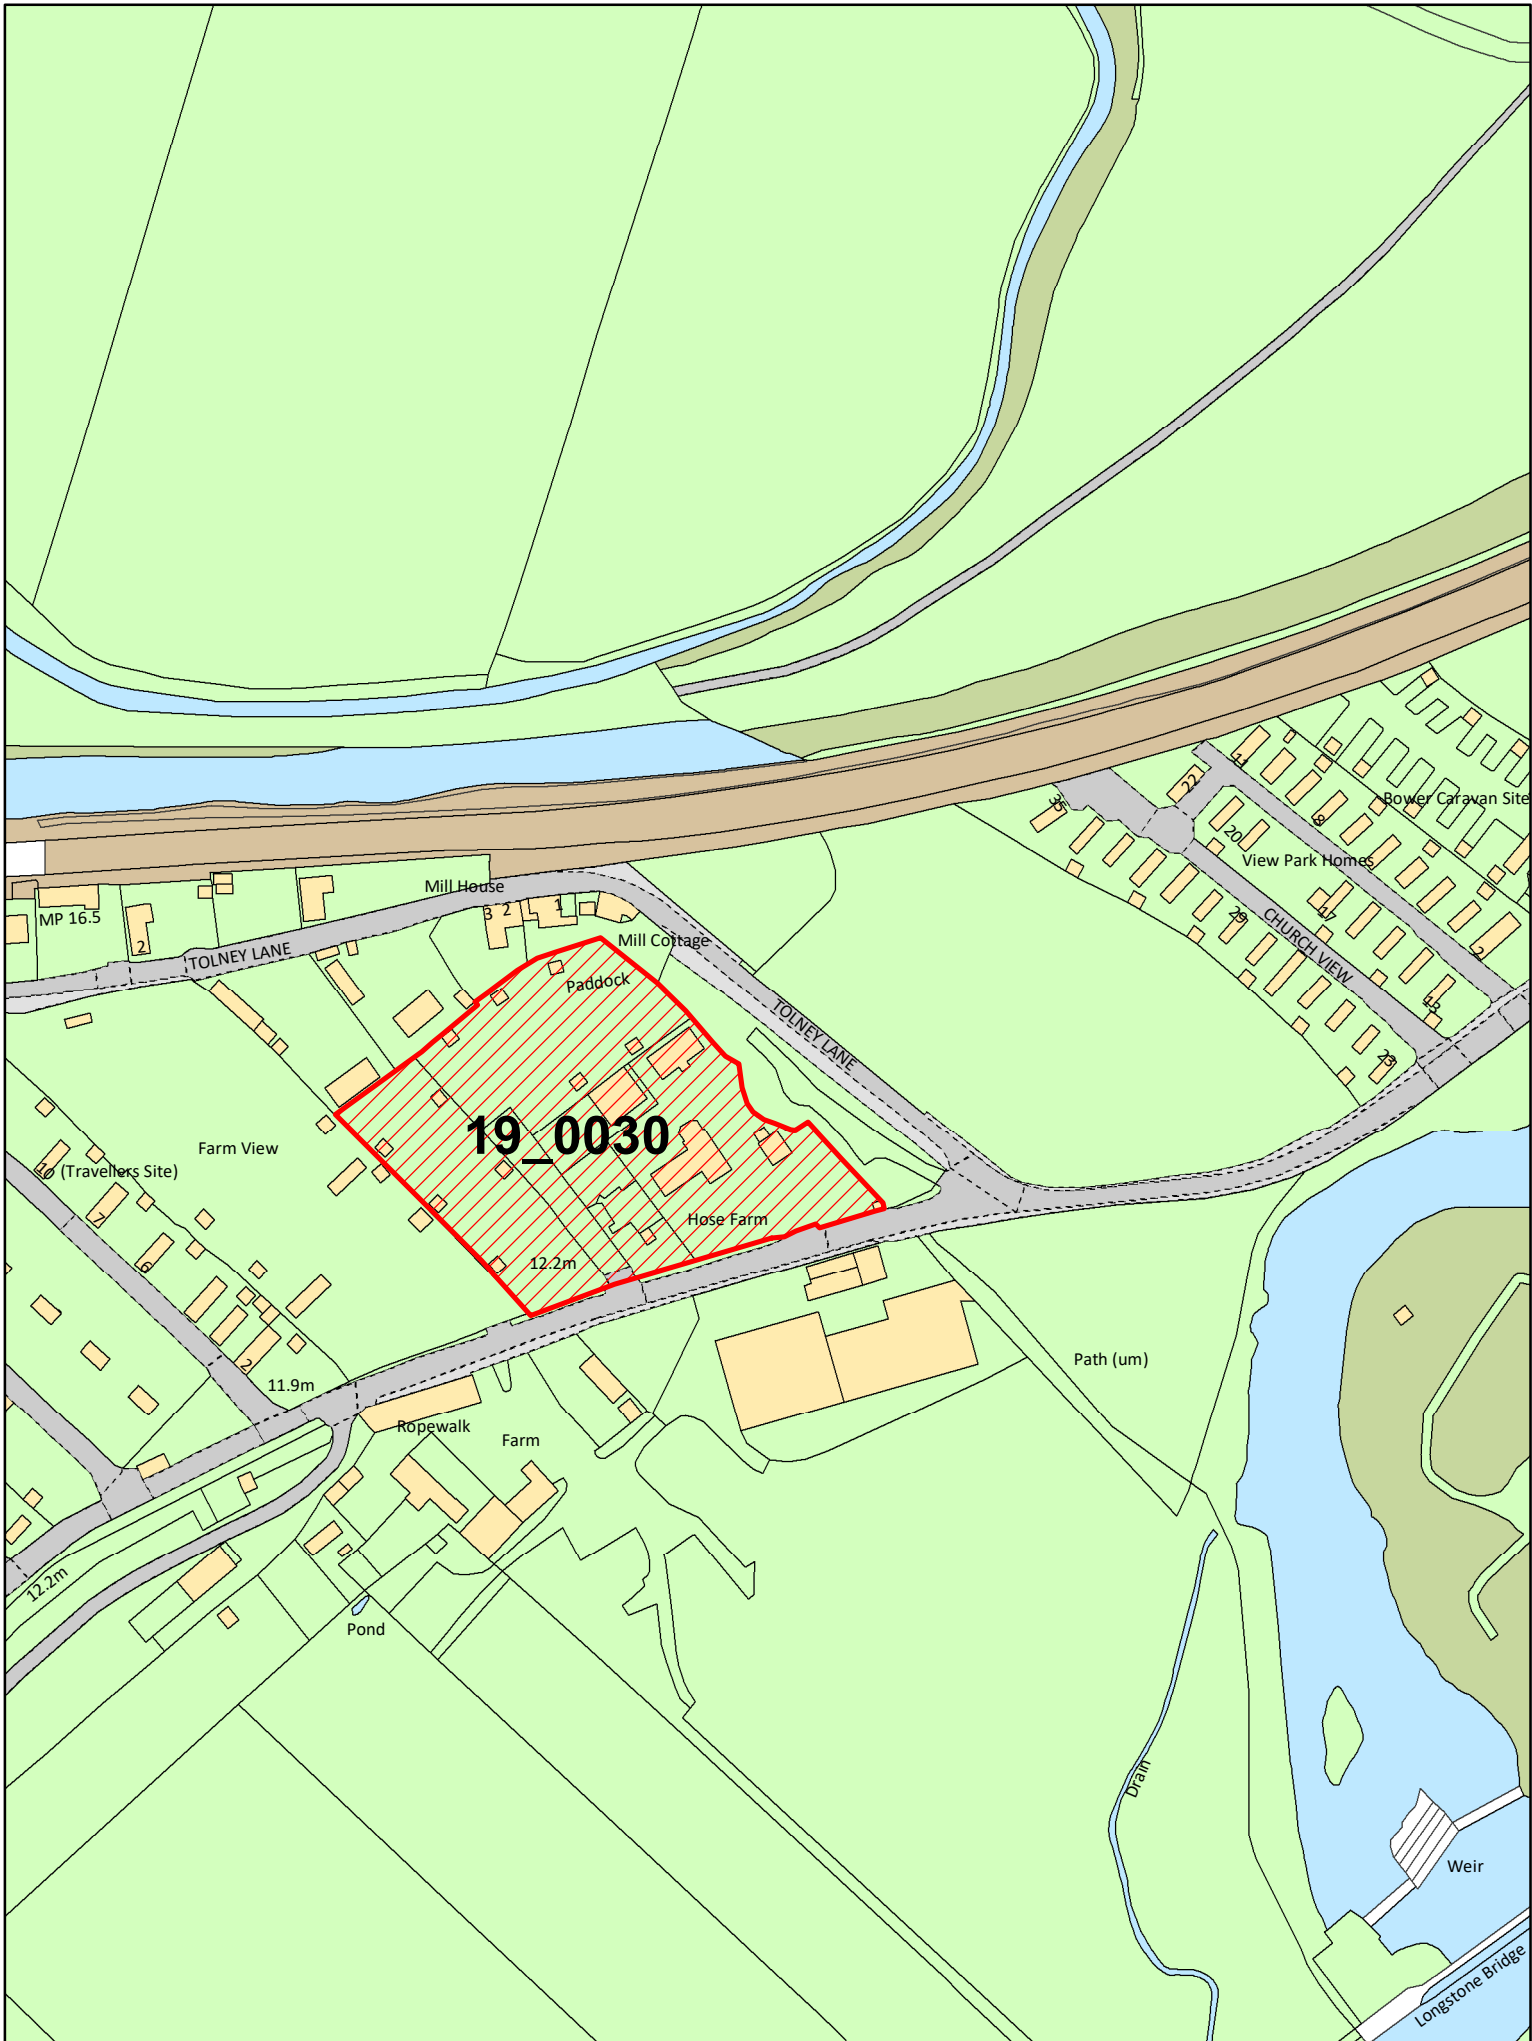 Bower Caravan Site
11
22
35
8
20
View Park Homes
Mill House
MP 16.5
3
2
1
29
17
CHURCH VIEW
2
2
TOLNEY LANE
Mill Cottage
Paddock
13
TOLNEY LANE
23
19_0030
Farm View
10
(Travellers Site)
7
Hose Farm
6
12.2m
2
11.9m
Path (um)
Ropewalk
Farm
12.2m
Pond
Drain
Weir
Longstone Bridge